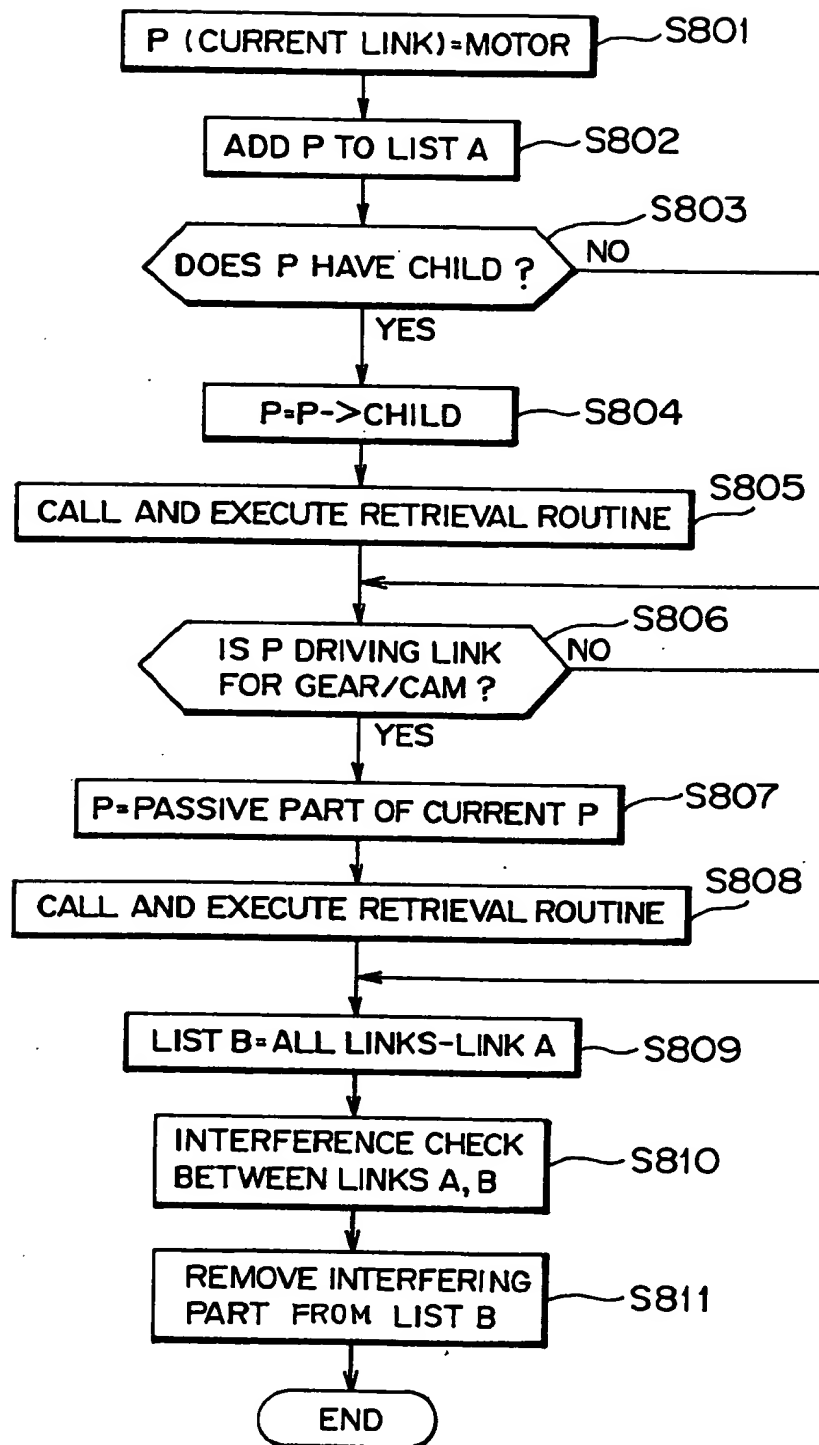 P (CURRENT LINK)=MOTOR
S801
ADD P TO LIST A
S802
S803
DOES P HAVE CHILD ?
NO
YES
P=P->CHILD
S804
S805
CALL AND EXECUTE RETRIEVAL ROUTINE
S806
IS P DRIVING LINK
FOR GEAR/CAM ?
NO
YES
P=PASSIVE PART OF CURRENT P
S807
S808
CALL AND EXECUTE RETRIEVAL ROUTINE
LIST B=ALL LINKS-LINK A
S809
INTERFERENCE CHECK
BETWEEN LINKS A, B
S810
REMOVE INTERFERING
PART FROM LIST B
S811
END